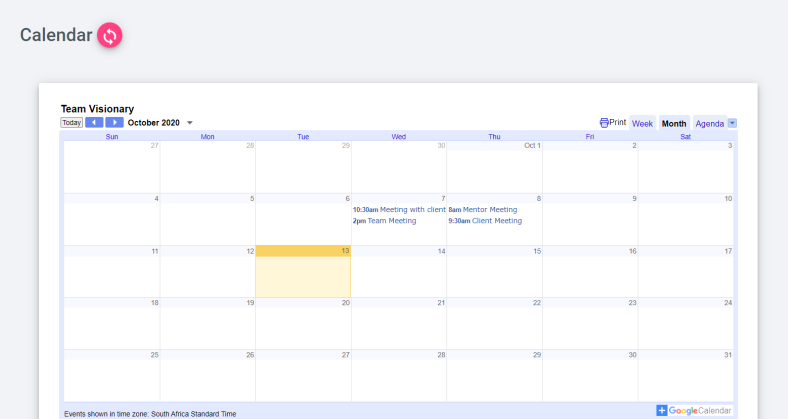 Calendar
Team Visionary
Today October 2020 Print Week Month Agenda
Sun Mon Tue Wed Thu Fri Sat
27 28 29 30 Oct 1 2 3
4 5 6 7 8 9 10
10:30am Meeting with client 8am Mentor Meeting
2pm Team Meeting 9:30am Client Meeting
11 12 13 14 15 16 17
18 19 20 21 22 23 24
25 26 27 28 29 30 31
Events shown in time zone: South Africa Standard Time
Google Calendar